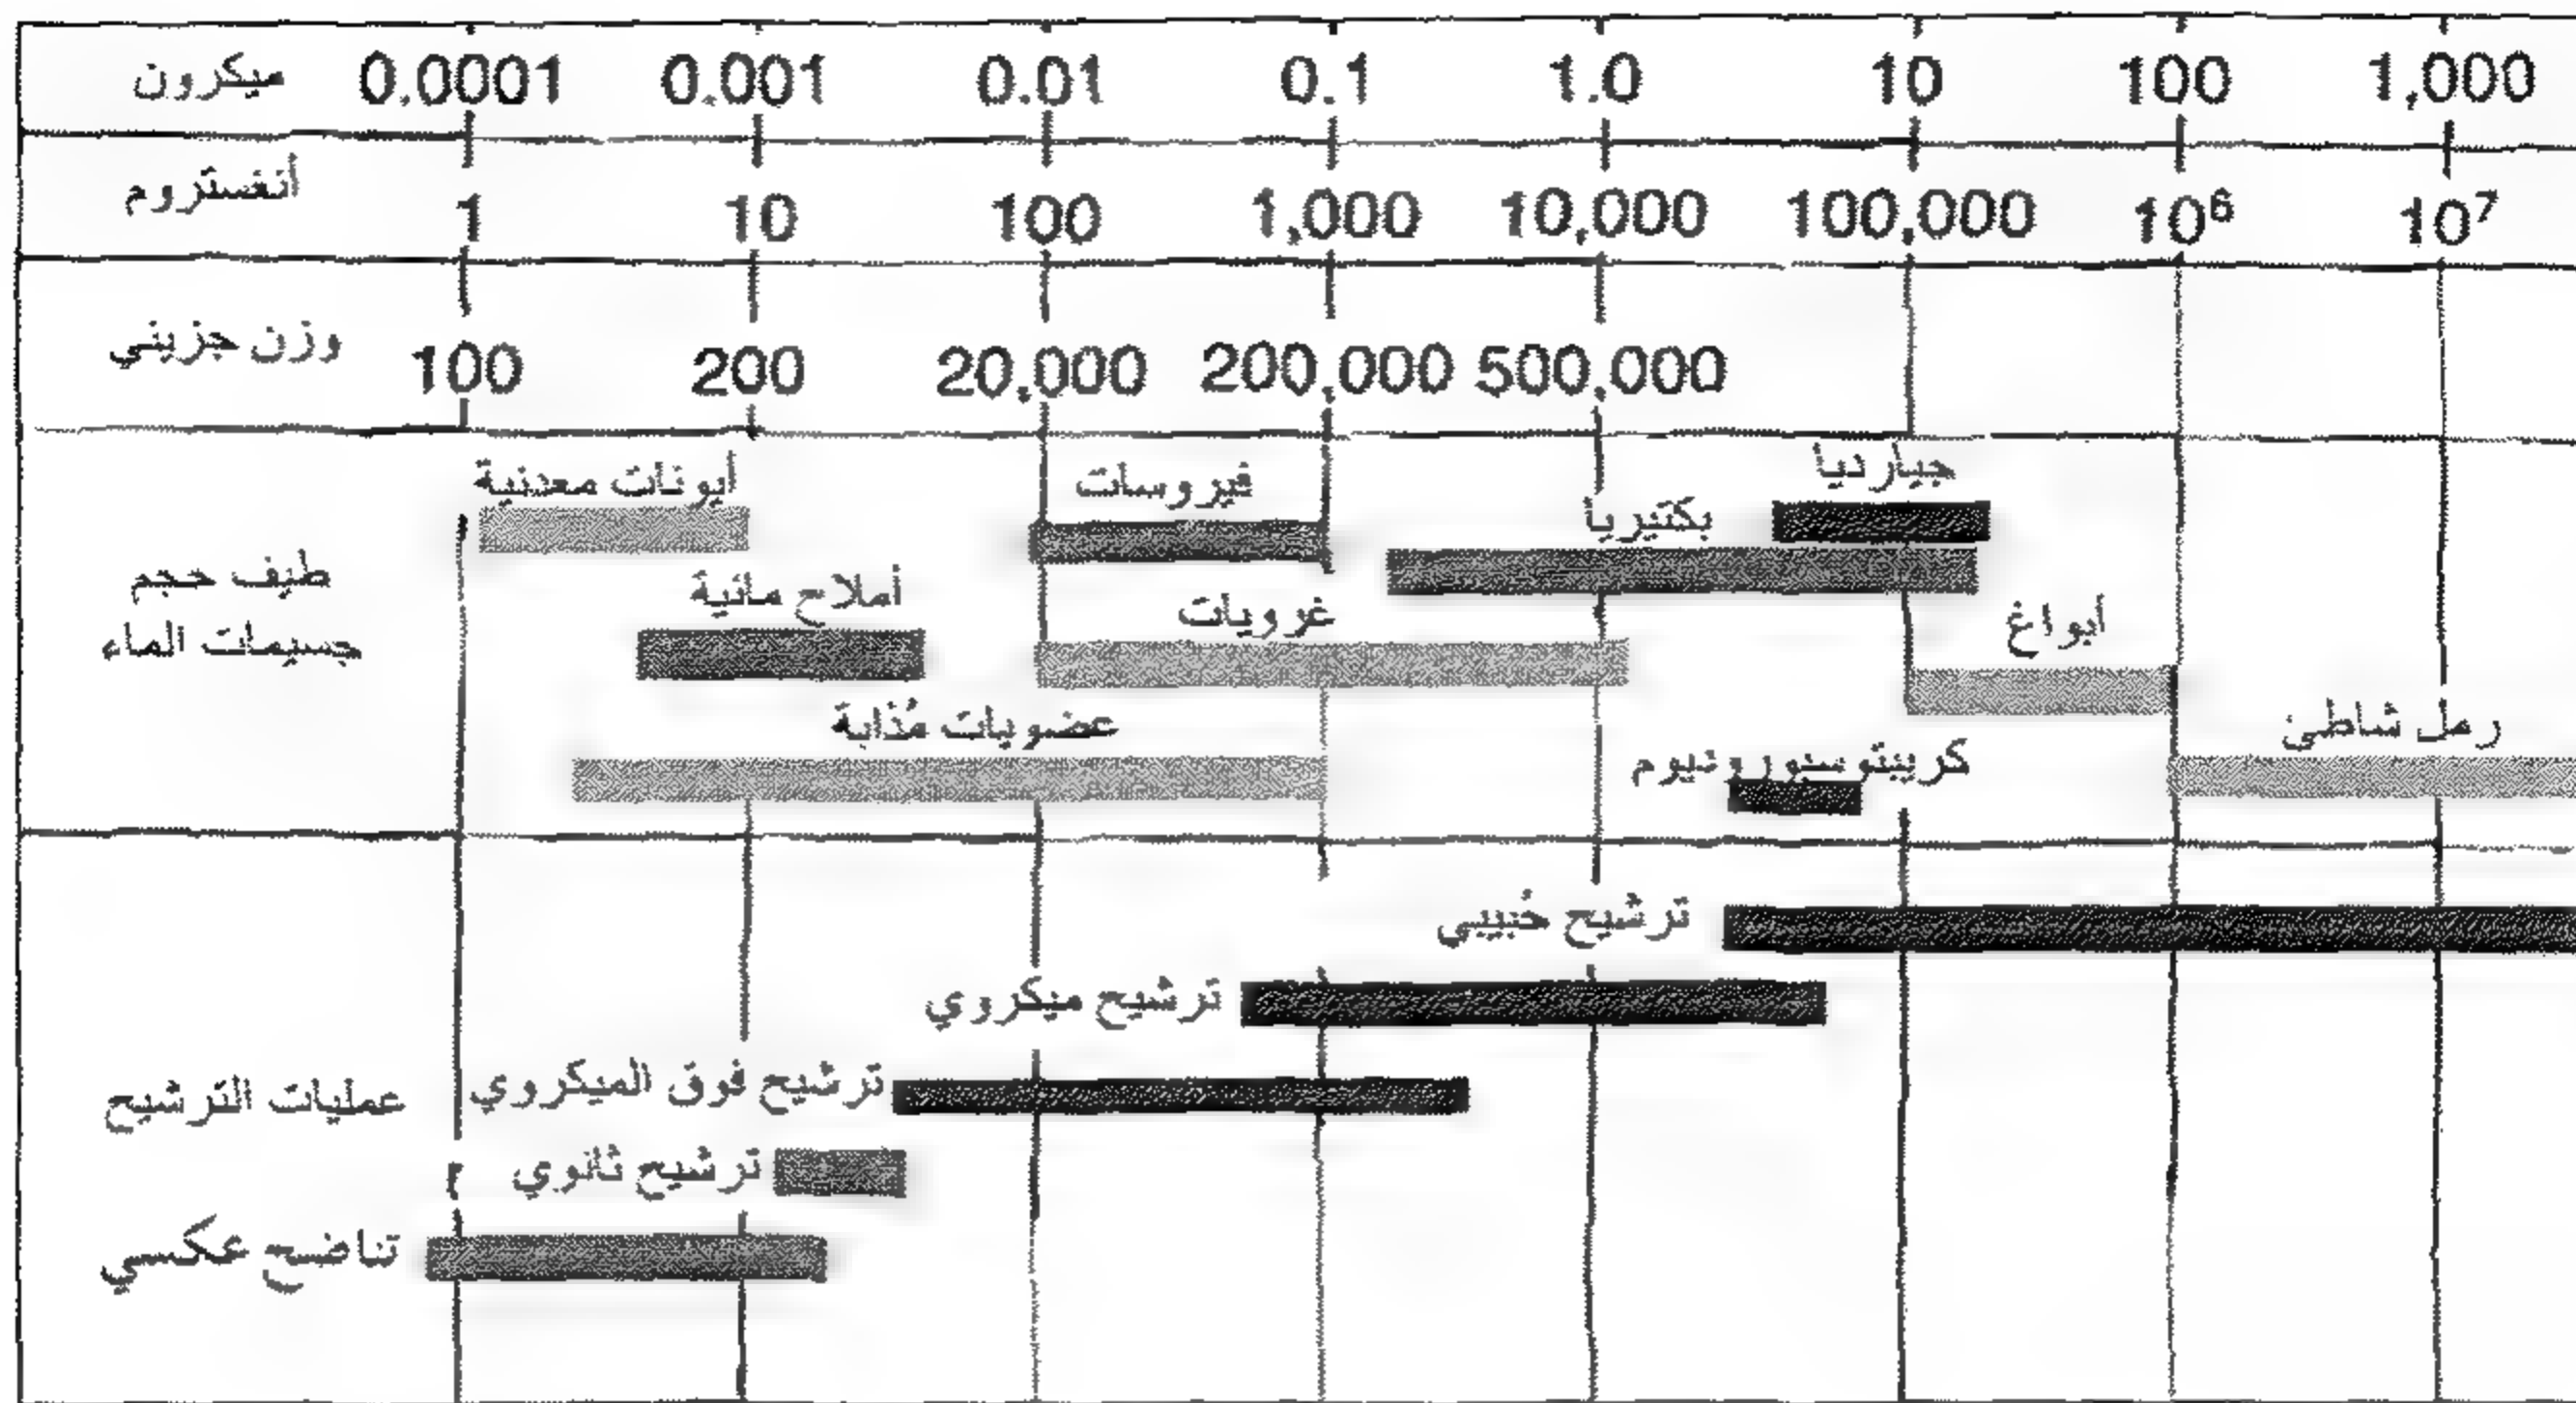 ميكرون 0.0001 0.001 0.01 0.1 1.0 10 100 1,000
أنغستروم 1 10 100 1,000 10,000 100,000 10⁶ 10⁷
وزن جزيئي 100 200 20,000 200,000 500,000
طيف حجم
جسيمات الماء
أيونات معدنية
فيروسات
جيارديا
بكتيريا
أملاح مائية
غرويات
أبواغ
عضويات مُذابة
كريبتوسبوروديوم
رمل شاطئ
عمليات الترشيح
ترشيح حُبيبي
ترشيح ميكروي
ترشيح فوق الميكروي
ترشيح ثانوي
تناضح عكسي